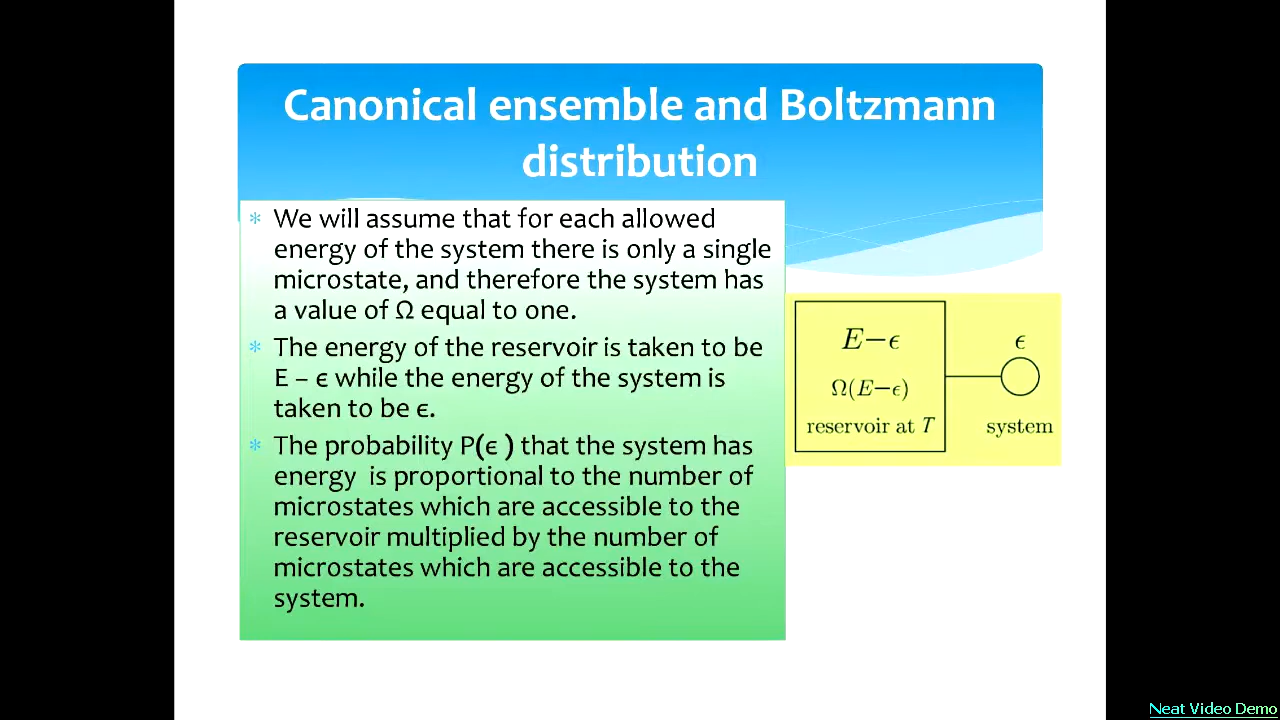 Canonical ensemble and Boltzmann
distribution
* We will assume that for each allowed
energy of the system there is only a single
microstate, and therefore the system has
a value of Ω equal to one.
* The energy of the reservoir is taken to be
E – ϵ while the energy of the system is
taken to be ϵ.
* The probability P(ϵ ) that the system has
energy  is proportional to the number of
microstates which are accessible to the
reservoir multiplied by the number of
microstates which are accessible to the
system.
E−ϵ
Ω(E−ϵ)
reservoir at T
ϵ
system
Neat Video Demo